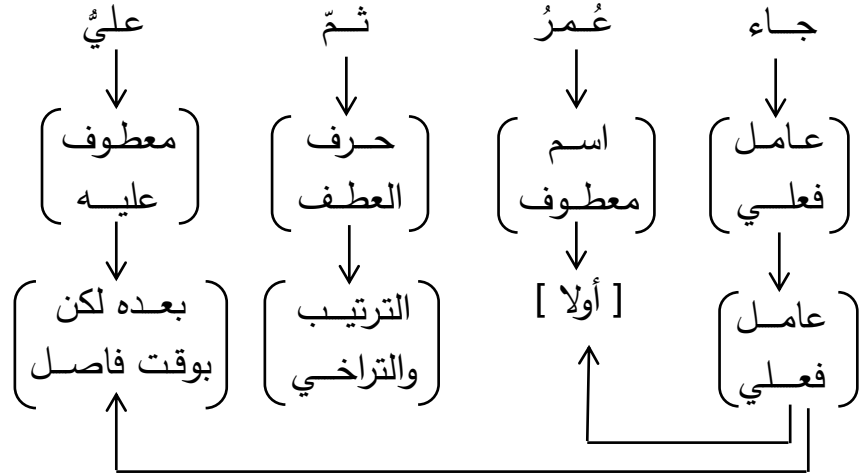 جاء عُمرُ ثمّ عليُّ
عامل اسم حرف معطوف
فعلي معطوف العطف عليه
عامل [ أولا ] الترتيب بعده لكن
فعلي والتراخي بوقت فاصل